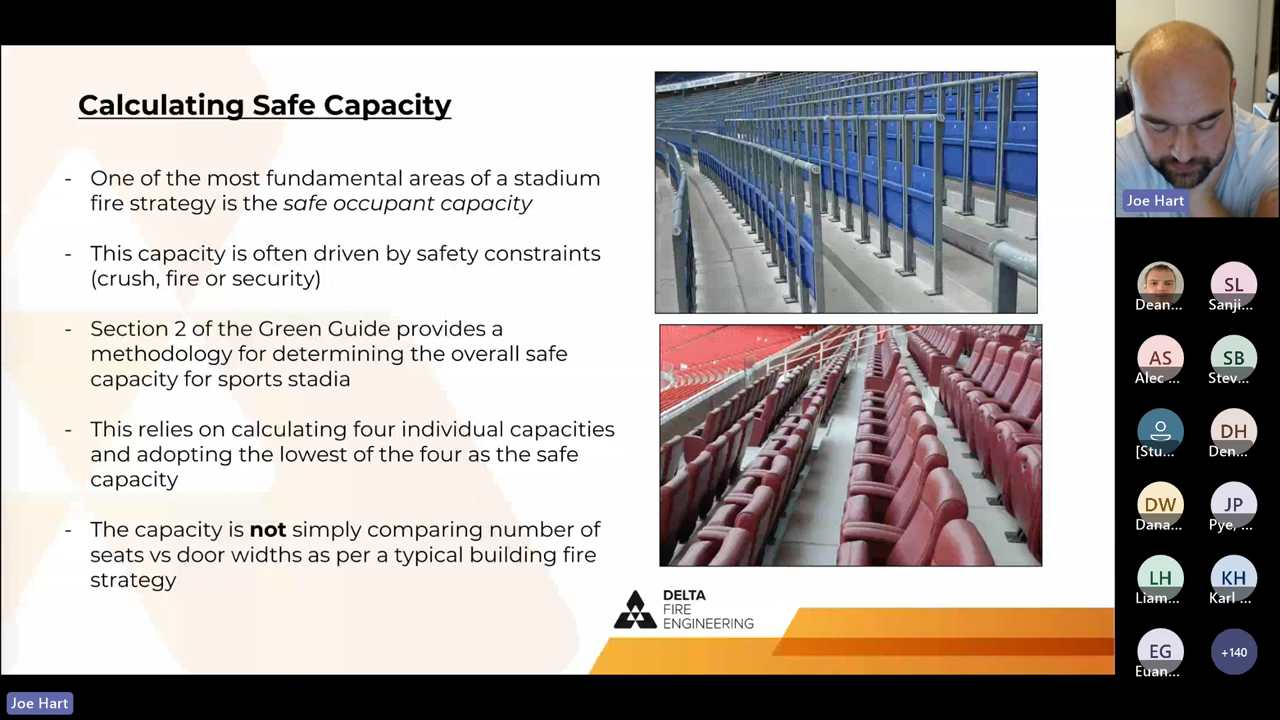 Calculating Safe Capacity
- One of the most fundamental areas of a stadium
fire strategy is the safe occupant capacity
- This capacity is often driven by safety constraints
(crush, fire or security)
- Section 2 of the Green Guide provides a
methodology for determining the overall safe
capacity for sports stadia
- This relies on calculating four individual capacities
and adopting the lowest of the four as the safe
capacity
- The capacity is not simply comparing number of
seats vs door widths as per a typical building fire
strategy
DELTA
FIRE
ENGINEERING
Joe Hart
Dean...
SL
Sanji...
AS
Alec ...
SB
Stev...
[Stu...
DH
Den...
DW
Dana...
JP
Pye, ...
LH
Liam...
KH
Karl ...
EG
Euan...
+140
Joe Hart